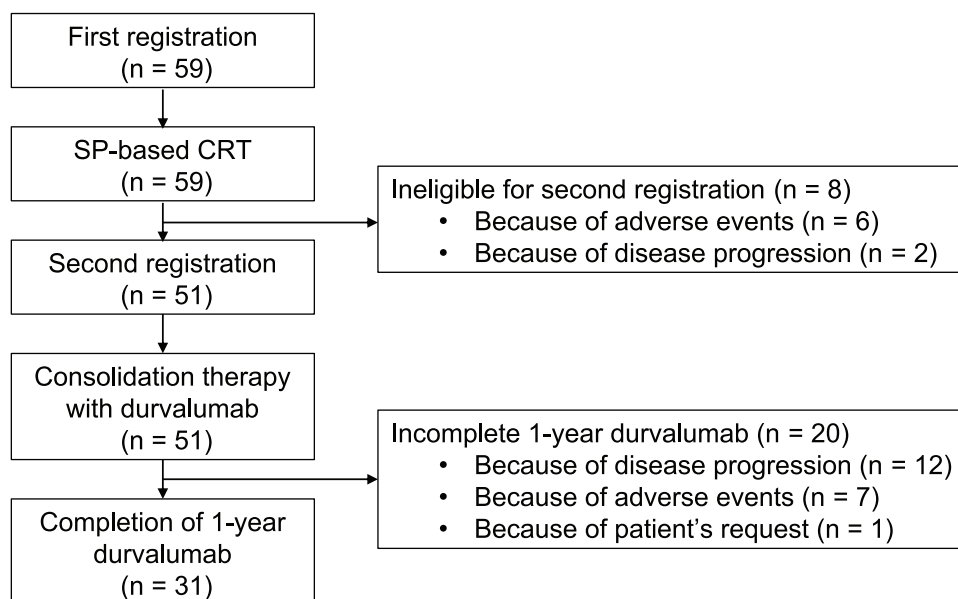 First registration
(n = 59)
SP-based CRT
(n = 59)
Ineligible for second registration (n = 8)
• Because of adverse events (n = 6)
• Because of disease progression (n = 2)
Second registration
(n = 51)
Consolidation therapy
with durvalumab
(n = 51)
Incomplete 1-year durvalumab (n = 20)
• Because of disease progression (n = 12)
• Because of adverse events (n = 7)
• Because of patient’s request (n = 1)
Completion of 1-year
durvalumab
(n = 31)